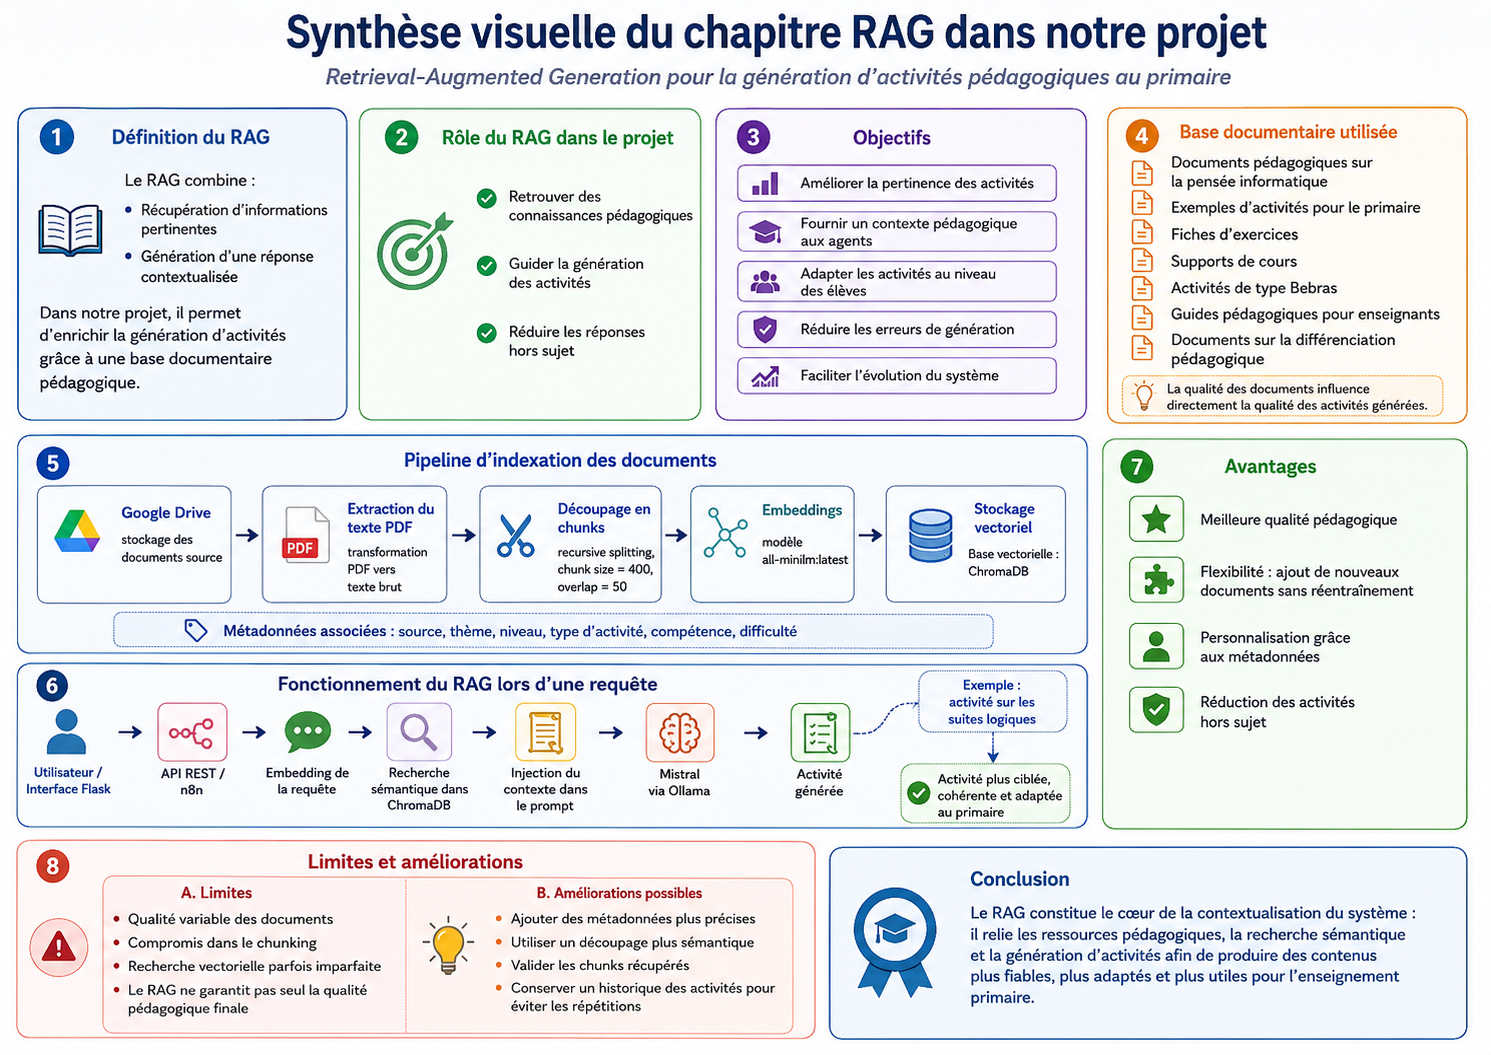 Synthèse visuelle du chapitre RAG dans notre projet
Retrieval-Augmented Generation pour la génération d'activités pédagogiques au primaire
1
Définition du RAG
Le RAG combine :
• Récupération d'informations
pertinentes
• Génération d'une réponse
contextualisée
Dans notre projet, il permet
d'enrichir la génération d'activités
grâce à une base documentaire
pédagogique.
2
Rôle du RAG dans le projet
Retrouver des
connaissances pédagogiques
Guider la génération
des activités
Réduire les réponses
hors sujet
3
Objectifs
Améliorer la pertinence des activités
Fournir un contexte pédagogique
aux agents
Adapter les activités au niveau
des élèves
Réduire les erreurs de génération
Faciliter l'évolution du système
4
Base documentaire utilisée
Documents pédagogiques sur
la pensée informatique
Exemples d'activités pour le primaire
Fiches d'exercices
Supports de cours
Activités de type Bebras
Guides pédagogiques pour enseignants
Documents sur la différenciation
pédagogique
La qualité des documents influence
directement la qualité des activités générées.
5
Pipeline d'indexation des documents
Google Drive
stockage des
documents source
PDF
Extraction du
texte PDF
transformation
PDF vers
texte brut
Découpage en
chunks
recursive splitting,
chunk size = 400,
overlap = 50
Embeddings
modèle
all-minilm:latest
Stockage
vectoriel
Base vectorielle :
ChromaDB
Métadonnées associées : source, thème, niveau, type d'activité, compétence, difficulté
6
Fonctionnement du RAG lors d'une requête
Utilisateur /
Interface Flask
API REST /
n8n
Embedding de
la requête
Recherche
sémantique dans
ChromaDB
Injection du
contexte dans
le prompt
Mistral
via Ollama
Activité
générée
Exemple :
activité sur les
suites logiques
Activité plus ciblée,
cohérente et adaptée
au primaire
7
Avantages
Meilleure qualité pédagogique
Flexibilité : ajout de nouveaux
documents sans réentraînement
Personnalisation grâce
aux métadonnées
Réduction des activités
hors sujet
8
Limites et améliorations
A. Limites
• Qualité variable des documents
• Compromis dans le chunking
• Recherche vectorielle parfois imparfaite
• Le RAG ne garantit pas seul la qualité
pédagogique finale
B. Améliorations possibles
• Ajouter des métadonnées plus précises
• Utiliser un découpage plus sémantique
• Valider les chunks récupérés
• Conserver un historique des activités pour
éviter les répétitions
Conclusion
Le RAG constitue le cœur de la contextualisation du système :
il relie les ressources pédagogiques, la recherche sémantique
et la génération d'activités afin de produire des contenus
plus fiables, plus adaptés et plus utiles pour l'enseignement
primaire.